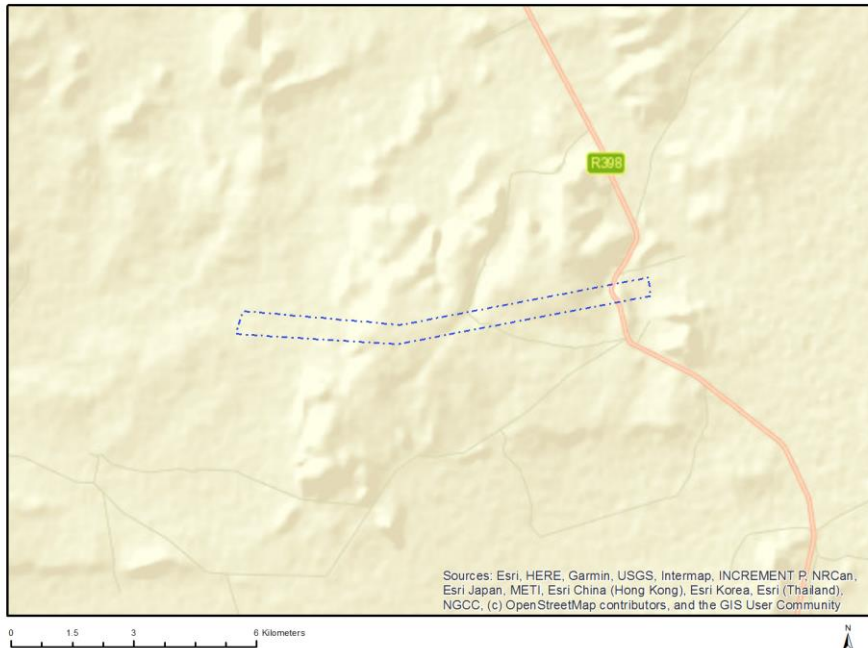 R398
Sources: Esri, HERE, Garmin, USGS, Intermap, INCREMENT P, NRCan,
Esri Japan, METI, Esri China (Hong Kong), Esri Korea, Esri (Thailand),
NGCC, (c) OpenStreetMap contributors, and the GIS User Community
0 1.5 3 6 Kilometers
N